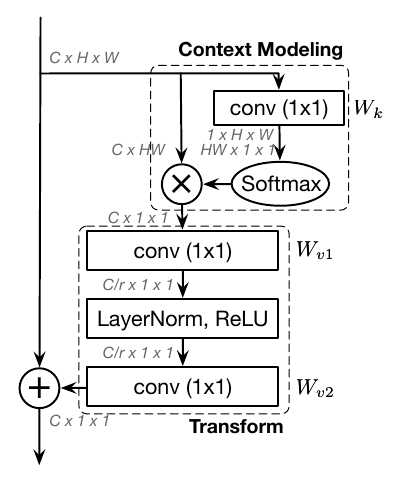 Context Modeling
C x H x W
conv (1x1)
W_k
1 x H x W
C x HW
HW x 1 x 1
Softmax
C x 1 x 1
conv (1x1)
W_{v1}
C/r x 1 x 1
LayerNorm, ReLU
C/r x 1 x 1
conv (1x1)
W_{v2}
C x 1 x 1
Transform